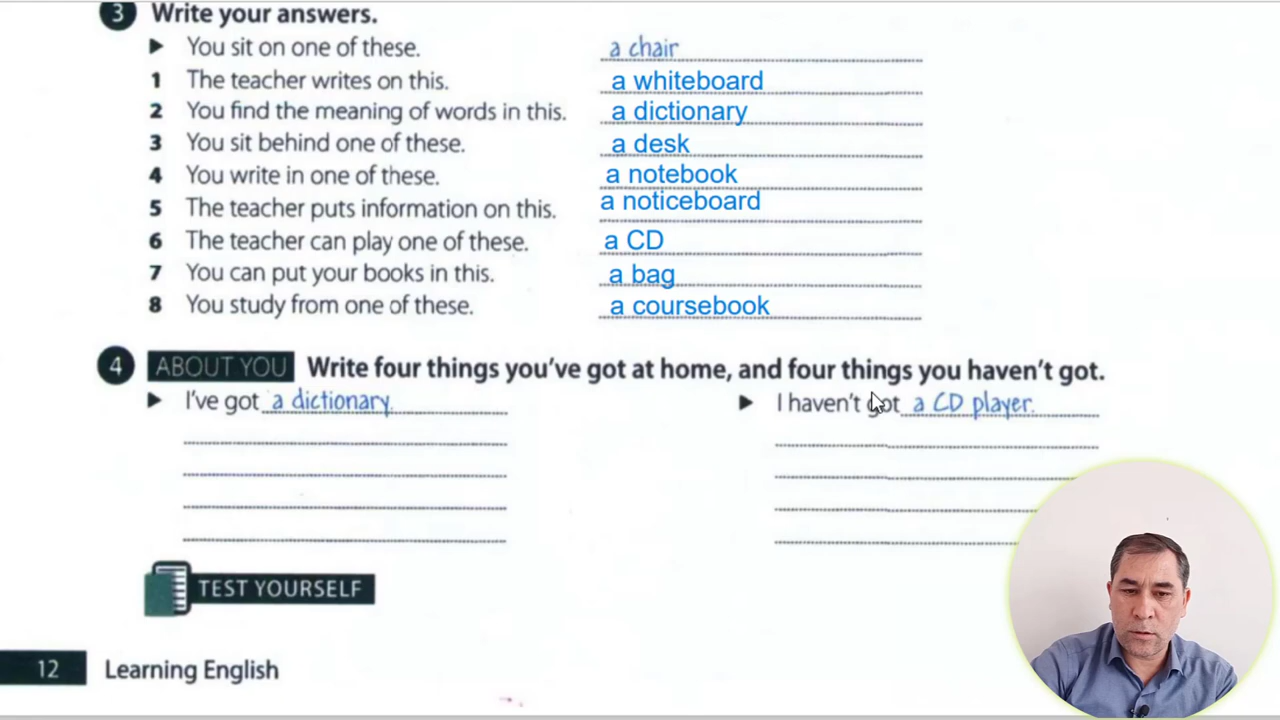 3 Write your answers.
▶ You sit on one of these. a chair
1 The teacher writes on this. a whiteboard
2 You find the meaning of words in this. a dictionary
3 You sit behind one of these. a desk
4 You write in one of these. a notebook
5 The teacher puts information on this. a noticeboard
6 The teacher can play one of these. a CD
7 You can put your books in this. a bag
8 You study from one of these. a coursebook
4 ABOUT YOU Write four things you've got at home, and four things you haven't got.
▶ I've got a dictionary. ▶ I haven't got a CD player.
TEST YOURSELF
12 Learning English